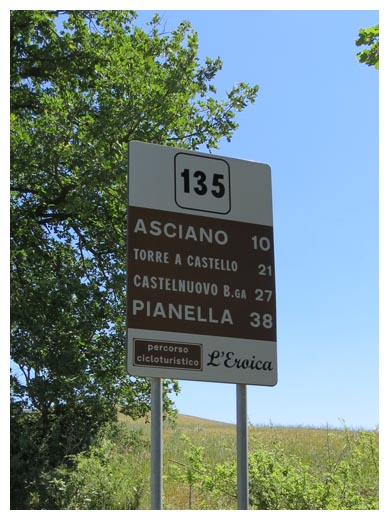 135
ASCIANO 10
TORRE A CASTELLO 21
CASTELNUOVO B.GA 27
PIANELLA 38
percorso
cicloturistico L'Eroica